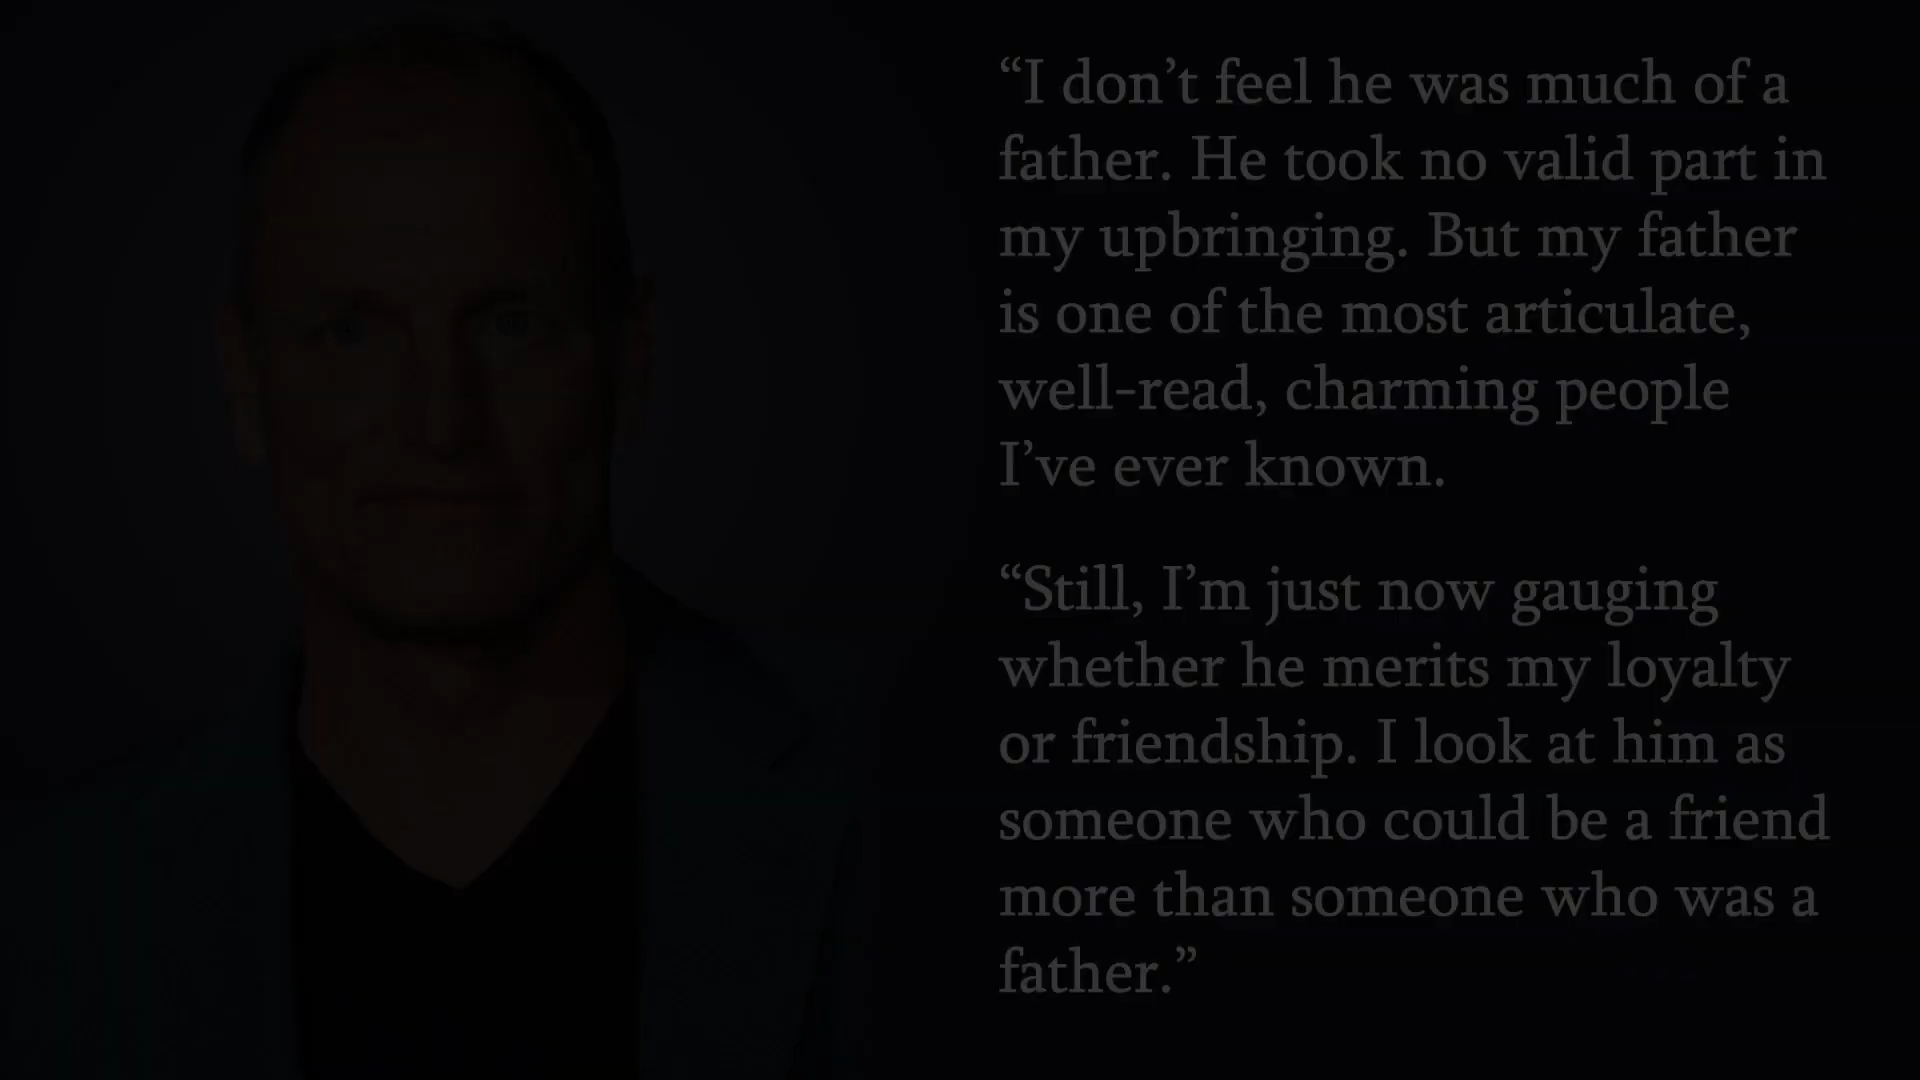 “I don’t feel he was much of a
father. He took no valid part in
my upbringing. But my father
is one of the most articulate,
well-read, charming people
I’ve ever known.
“Still, I’m just now gauging
whether he merits my loyalty
or friendship. I look at him as
someone who could be a friend
more than someone who was a
father.”